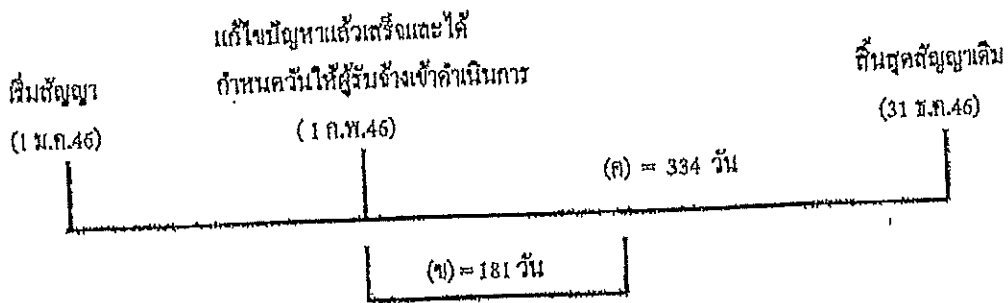 แก้ไขปัญหาแล้วเสร็จและได้
กำหนดวันให้ผู้รับจ้างเข้าดำเนินการ
(1 ก.พ.46)
เริ่มสัญญา
(1 ม.ค.46)
สิ้นสุดสัญญาเดิม
(31 ธ.ค.46)
(ค) = 334 วัน
(ข) = 181 วัน